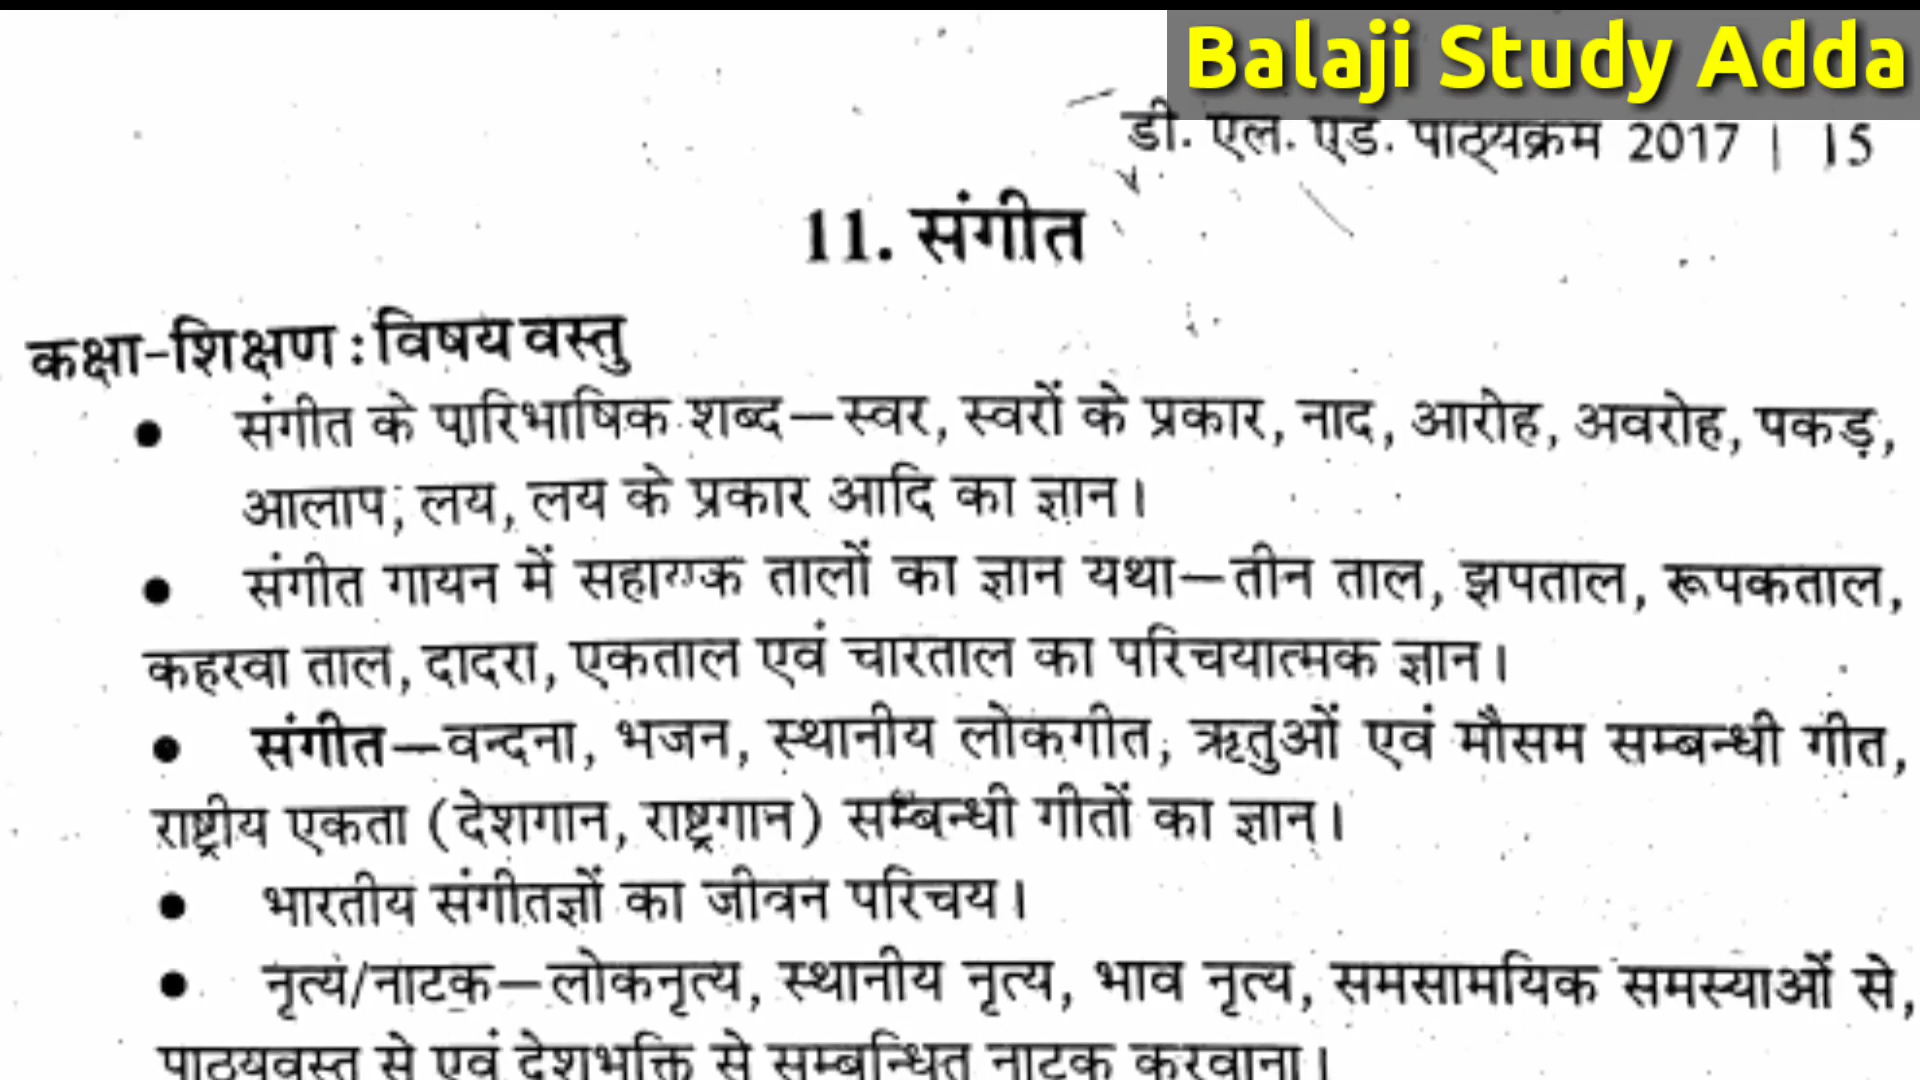 Balaji Study Adda
डी. एल. एड. पाठ्यक्रम 2017 | 15
11. संगीत
कक्षा-शिक्षण : विषय वस्तु
● संगीत के पारिभाषिक शब्द—स्वर, स्वरों के प्रकार, नाद, आरोह, अवरोह, पकड़,
आलाप, लय, लय के प्रकार आदि का ज्ञान।
● संगीत गायन में सहायक तालों का ज्ञान यथा—तीन ताल, झपताल, रूपकताल,
कहरवा ताल, दादरा, एकताल एवं चारताल का परिचयात्मक ज्ञान।
● संगीत—वन्दना, भजन, स्थानीय लोकगीत, ऋतुओं एवं मौसम सम्बन्धी गीत,
राष्ट्रीय एकता (देशगान, राष्ट्रगान) सम्बन्धी गीतों का ज्ञान।
● भारतीय संगीतज्ञों का जीवन परिचय।
● नृत्य/नाटक—लोकनृत्य, स्थानीय नृत्य, भाव नृत्य, समसामयिक समस्याओं से,
पाठ्यवस्तु से एवं देशभक्ति से सम्बन्धित नाटक करवाना।